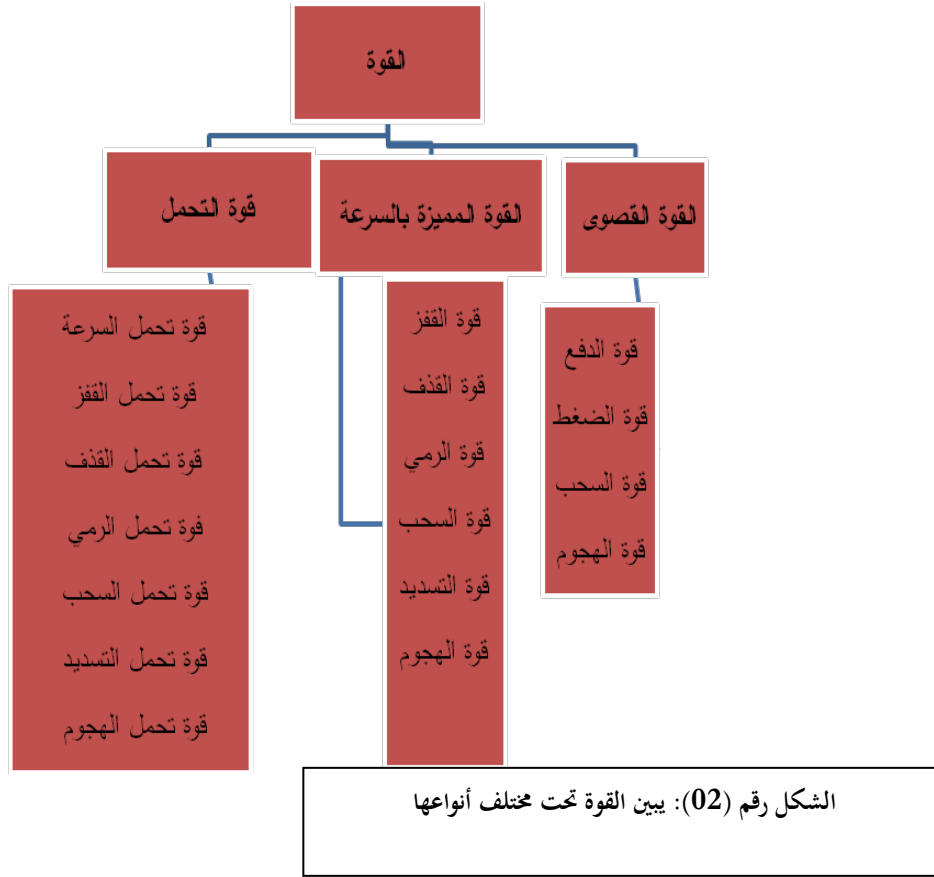 القوة
القوة القصوى
القوة المميزة بالسرعة
قوة التحمل
قوة الدفع
قوة الضغط
قوة السحب
قوة الهجوم
قوة القفز
قوة القذف
قوة الرمي
قوة السحب
قوة التسديد
قوة الهجوم
قوة تحمل السرعة
قوة تحمل القفز
قوة تحمل القذف
فوة تحمل الرمي
قوة تحمل السحب
قوة تحمل التسديد
قوة تحمل الهجوم
الشكل رقم (02): يبين القوة تحت مختلف أنواعها